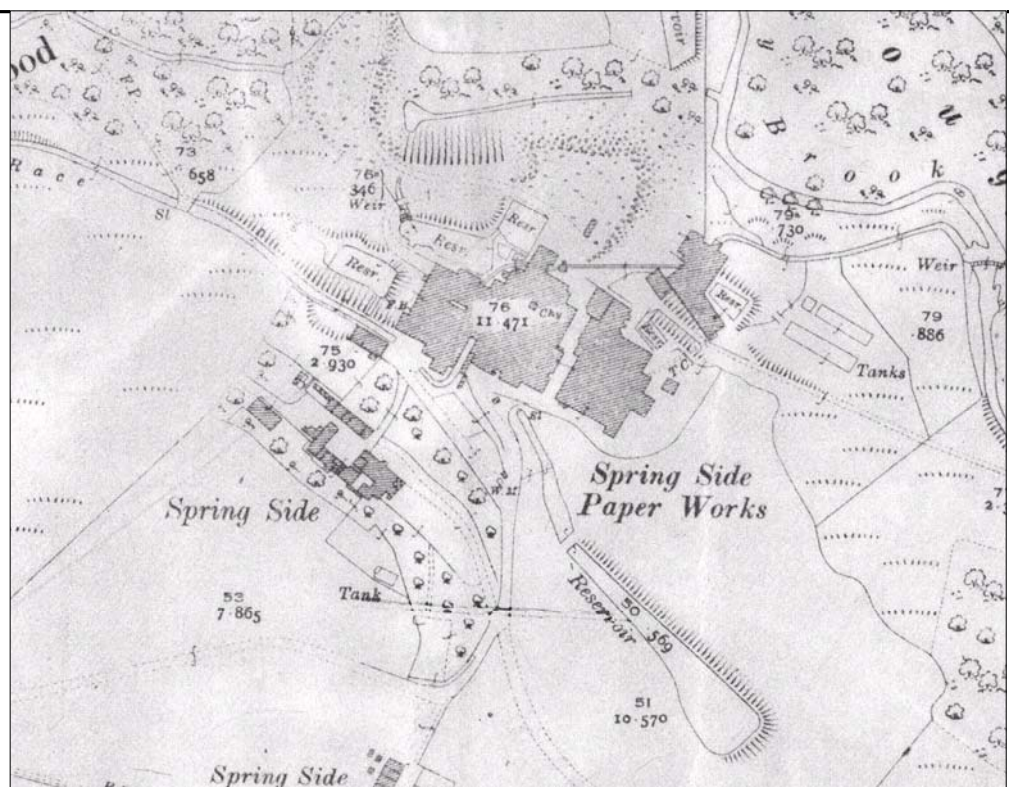 ood
voir
73
658
Race
Sl
76ª
346
Weir
Resr
Resr
Resr
B r o o k
79ª
730
Weir
F.B.
76
11·471
Chy
Resr
Resr
79
·886
Tanks
75
2·930
T.C.
Sl
W.M
Spring Side
Paper Works
Spring Side
Tank
53
7·865
Reservoir
50
·569
51
10·570
Spring Side